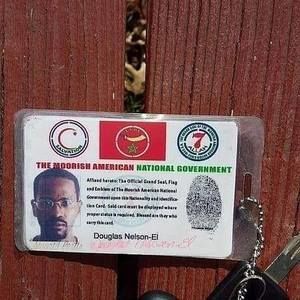 SALVATION
7
THE MOORISH AMERICAN NATIONAL GOVERNMENT
Affixed hereto: The Official Grand Seal, Flag
and Emblem of The Moorish American National
Government upon this Nationality and Identifica-
tion Card. Said card must be displayed where
proper status is required. Blessed are they who
carry this card.
Douglas Nelson-El